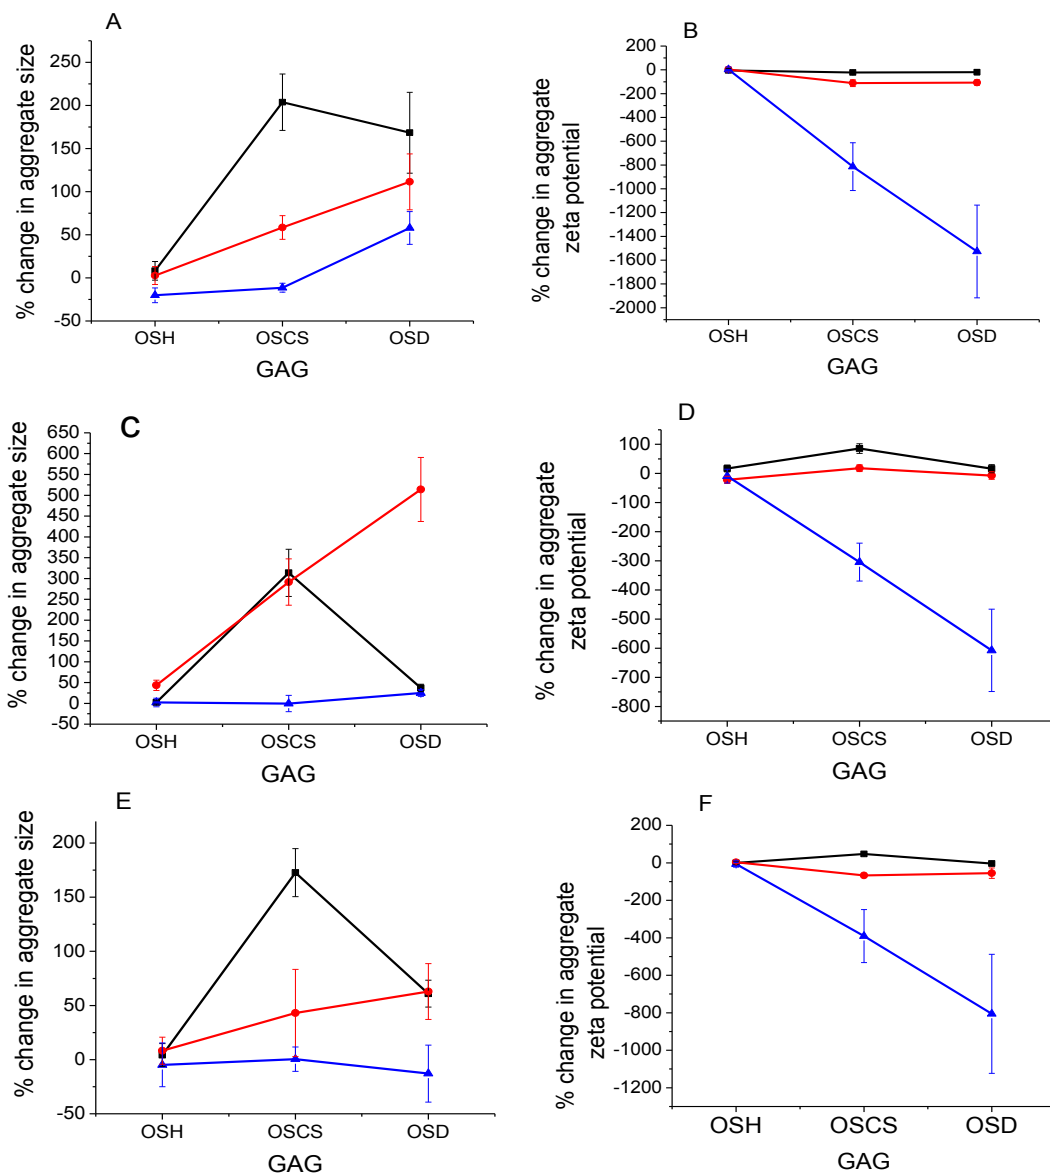 A
% change in aggregate size
250
200
150
100
50
0
-50
OSH OSCS OSD
GAG
B
% change in aggregate
zeta potential
200
0
-200
-400
-600
-800
-1000
-1200
-1400
-1600
-1800
-2000
OSH OSCS OSD
GAG
C
% change in aggregate size
650
600
550
500
450
400
350
300
250
200
150
100
50
0
-50
OSH OSCS OSD
GAG
D
% change in aggregate
zeta potential
100
0
-100
-200
-300
-400
-500
-600
-700
-800
OSH OSCS OSD
GAG
E
% change in aggregate size
200
150
100
50
0
-50
OSH OSCS OSD
GAG
F
% change in aggregate
zeta potential
200
0
-200
-400
-600
-800
-1000
-1200
OSH OSCS OSD
GAG